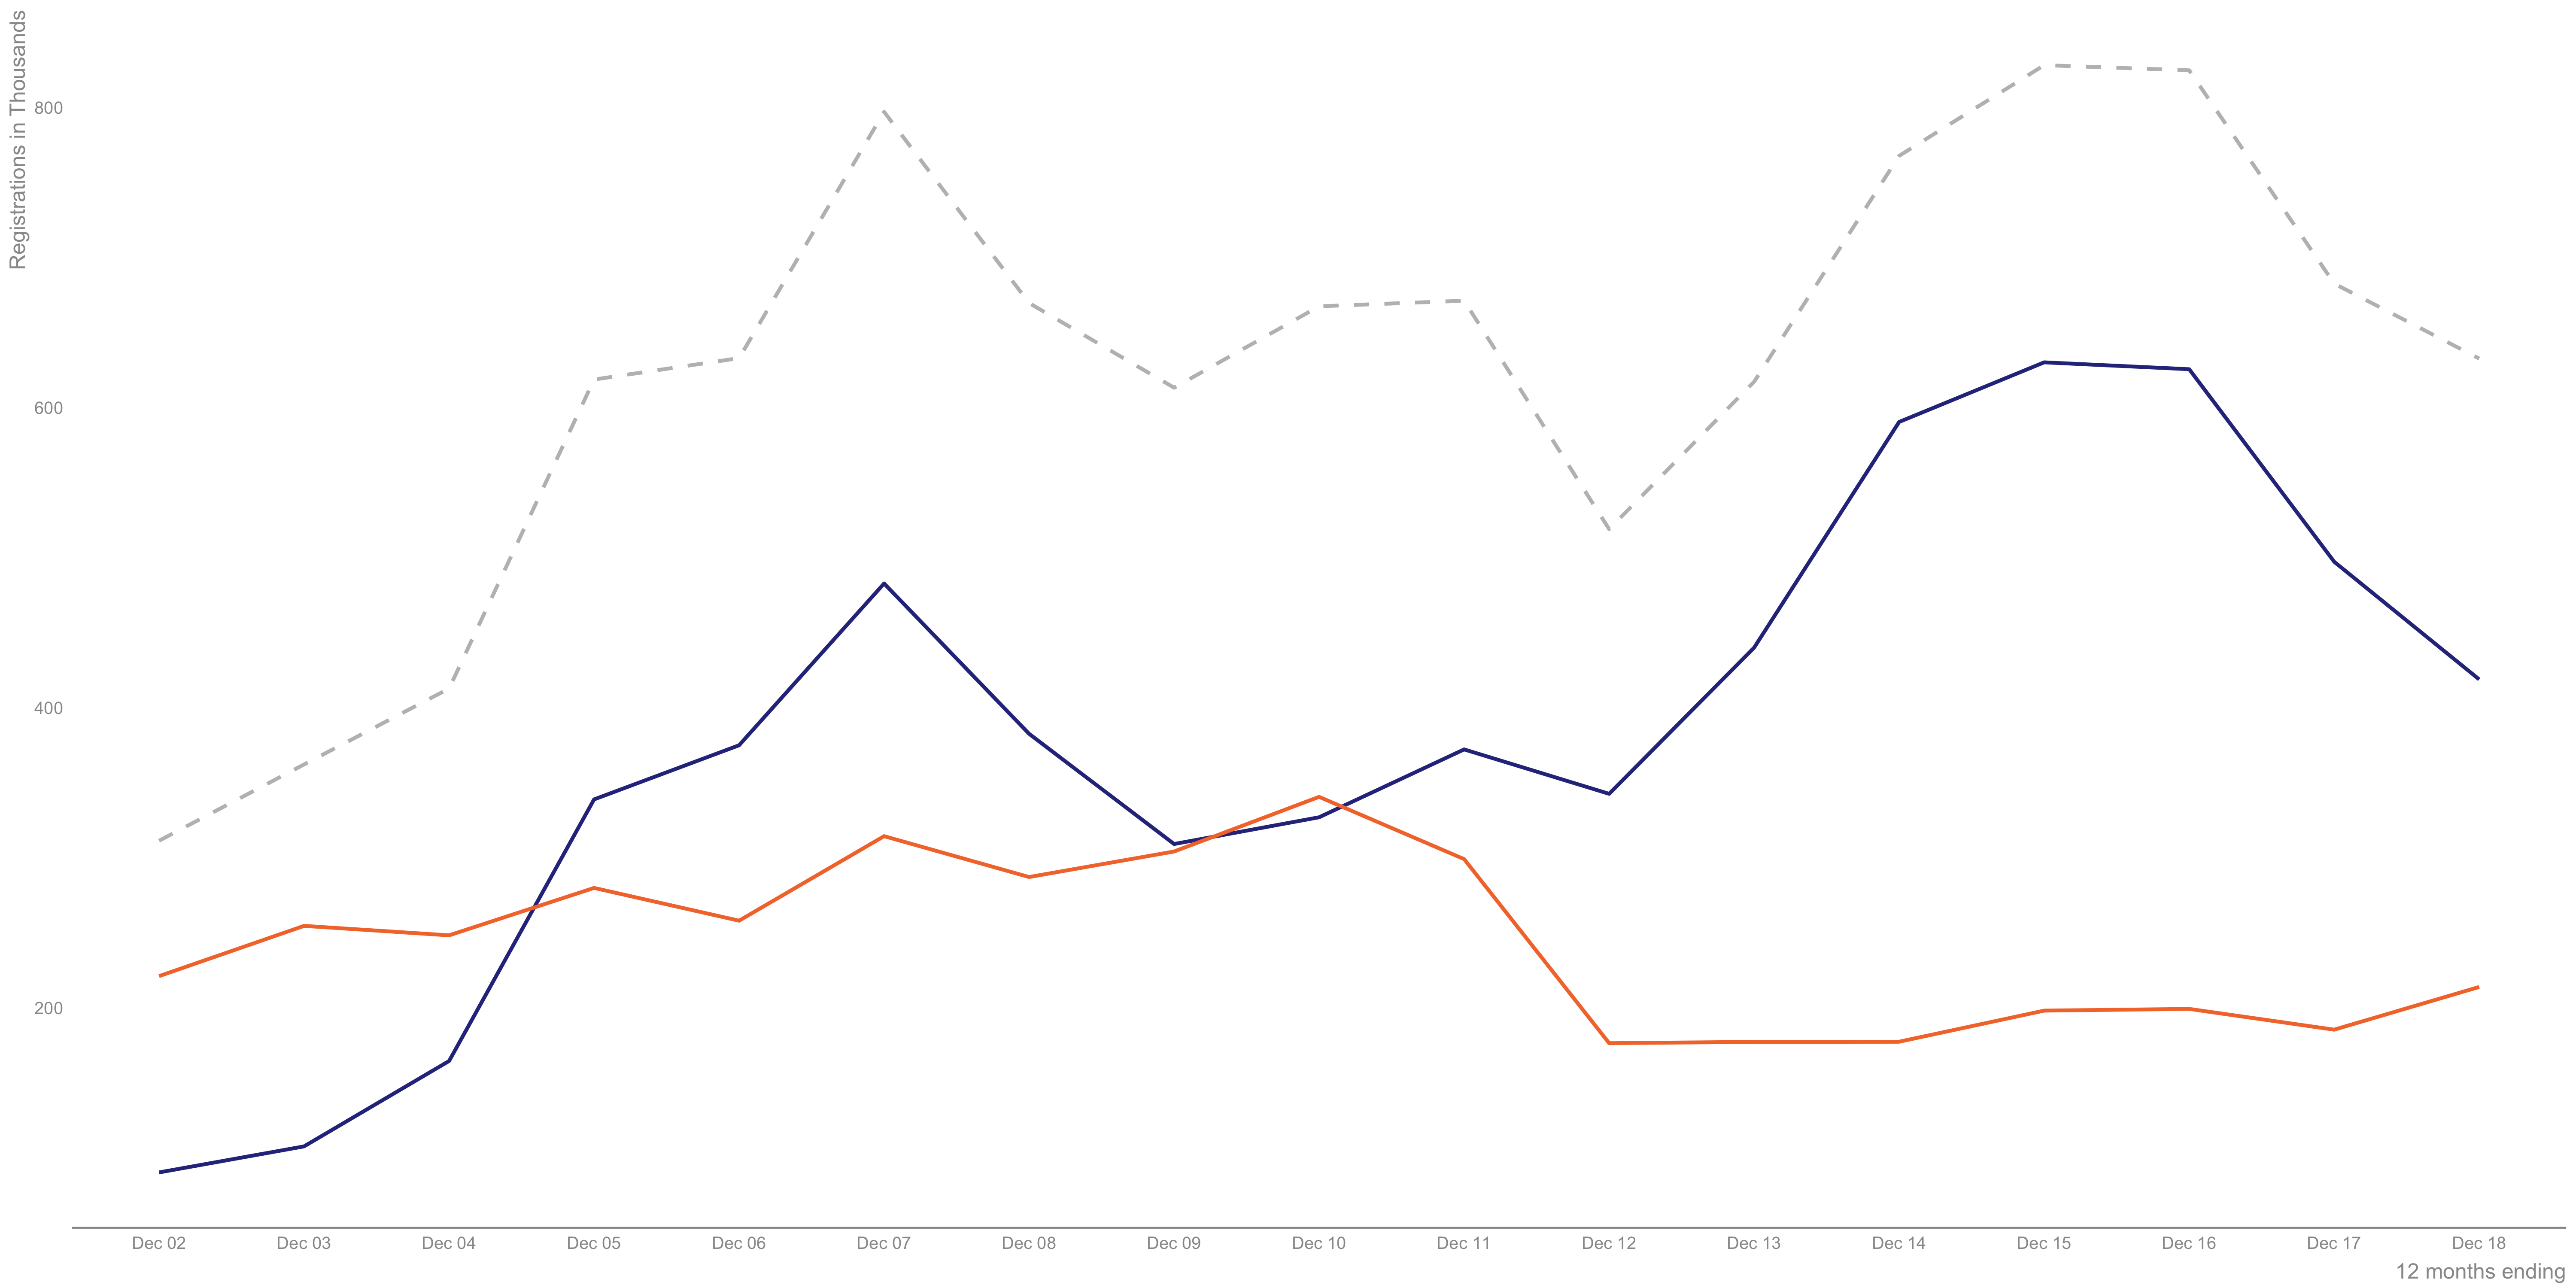 Registrations in Thousands
800
600
400
200
Dec 02 Dec 03 Dec 04 Dec 05 Dec 06 Dec 07 Dec 08 Dec 09 Dec 10 Dec 11 Dec 12 Dec 13 Dec 14 Dec 15 Dec 16 Dec 17 Dec 18
12 months ending